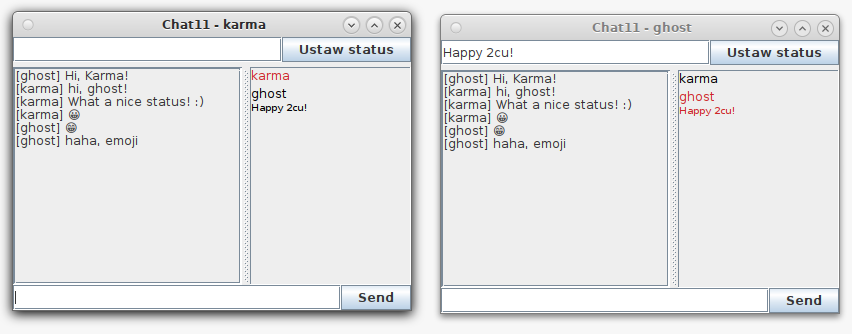 Chat11 - karma
Ustaw status
[ghost] Hi, Karma!
[karma] hi, ghost!
[karma] What a nice status! :)
[karma] 😀
[ghost] 😁
[ghost] haha, emoji
karma
ghost
Happy 2cu!
Send
Chat11 - ghost
Happy 2cu!
Ustaw status
[ghost] Hi, Karma!
[karma] hi, ghost!
[karma] What a nice status! :)
[karma] 😀
[ghost] 😁
[ghost] haha, emoji
karma
ghost
Happy 2cu!
Send